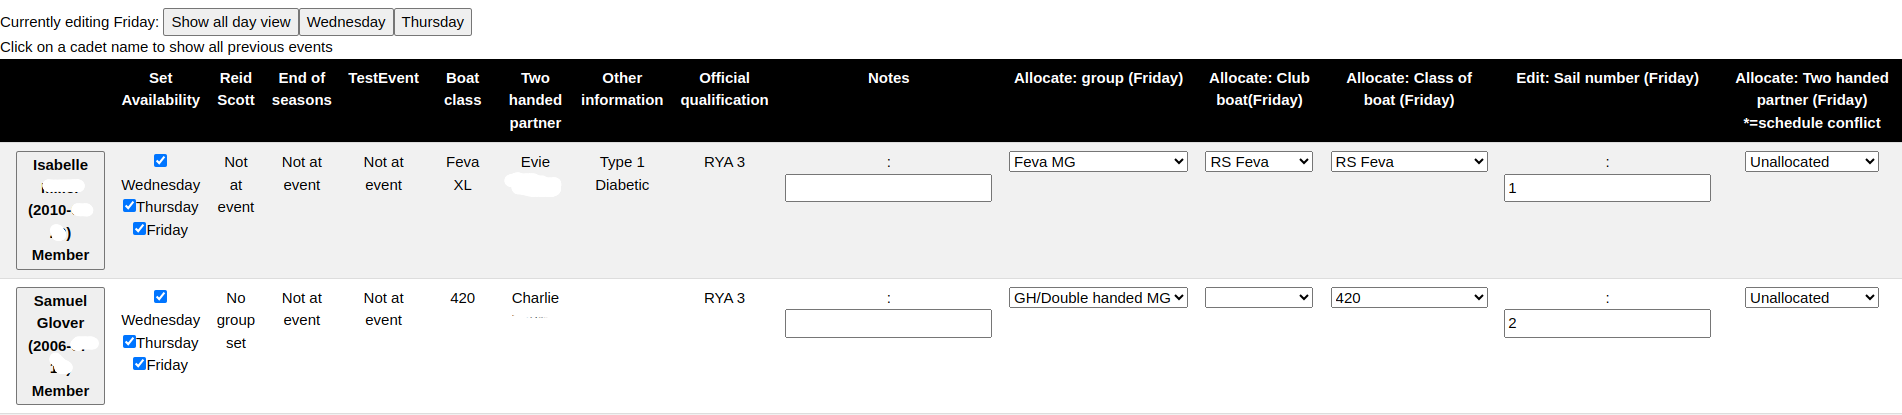 Currently editing Friday: Show all day view Wednesday Thursday
Click on a cadet name to show all previous events
Set Availability
Reid Scott
End of seasons
TestEvent
Boat class
Two handed partner
Other information
Official qualification
Notes
Allocate: group (Friday)
Allocate: Club boat(Friday)
Allocate: Class of boat (Friday)
Edit: Sail number (Friday)
Allocate: Two handed partner (Friday) *=schedule conflict
Isabelle
(2010-
)
Member
Wednesday
Thursday
Friday
Not at event
Not at event
Not at event
Feva XL
Evie
Type 1 Diabetic
RYA 3
:
Feva MG
RS Feva
RS Feva
:
1
Unallocated
Samuel
Glover
(2006-
Member
Wednesday
Thursday
Friday
No group set
Not at event
Not at event
420
Charlie
RYA 3
:
GH/Double handed MG
420
:
2
Unallocated